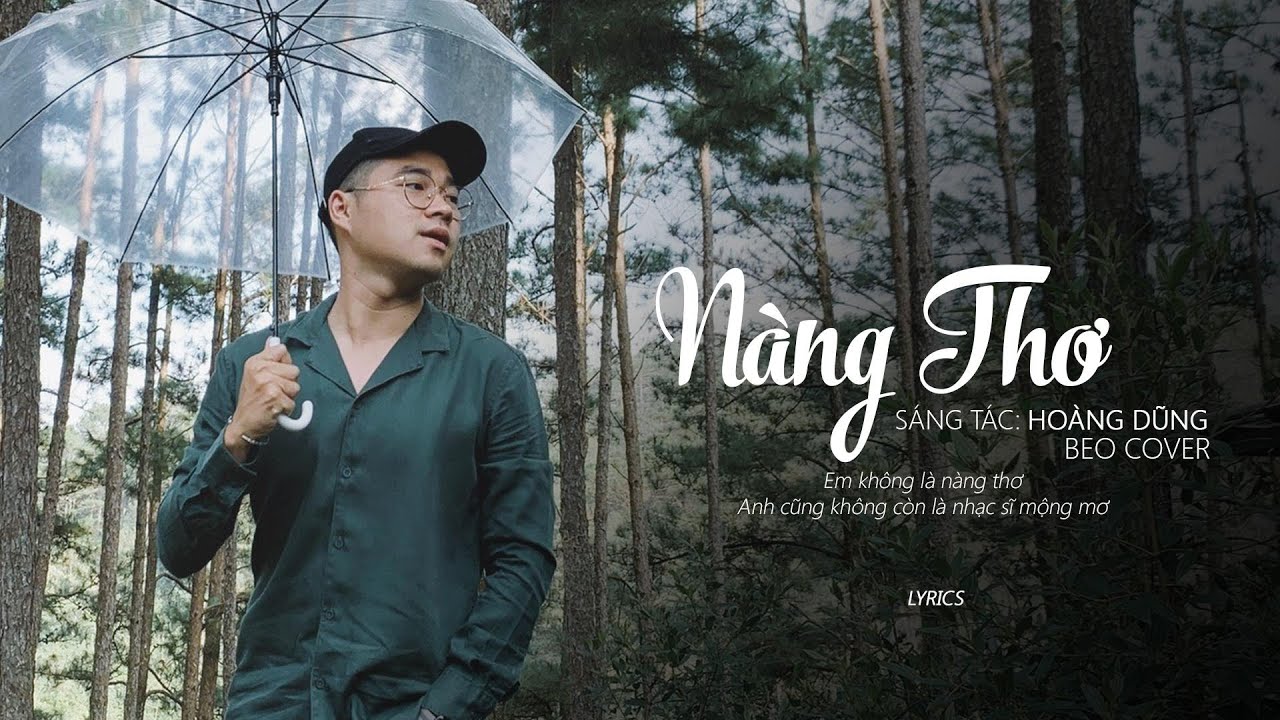 Nàng Thơ
SÁNG TÁC: HOÀNG DŨNG
BEO COVER
Em không là nàng thơ
Anh cũng không còn là nhạc sĩ mộng mơ
LYRICS